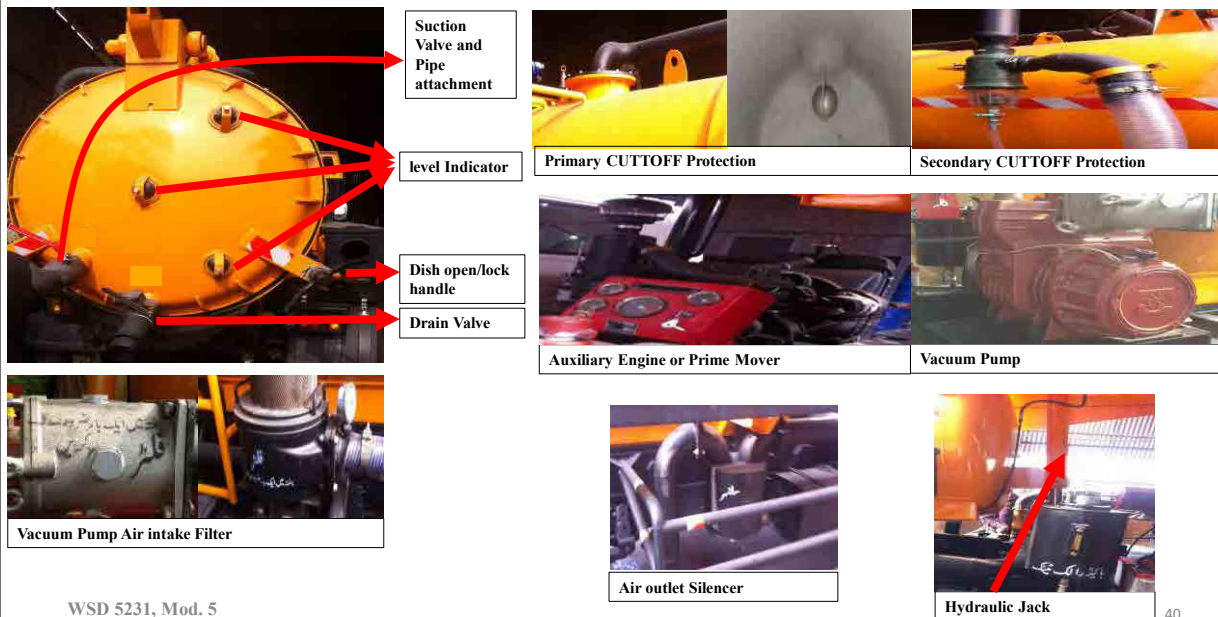 Suction
Valve and
Pipe
attachment
level Indicator
Dish open/lock
handle
Drain Valve
Primary CUTTOFF Protection
Secondary CUTTOFF Protection
Auxiliary Engine or Prime Mover
Vacuum Pump
فلٹر
Vacuum Pump Air intake Filter
Air outlet Silencer
Hydraulic Jack
WSD 5231, Mod. 5
40